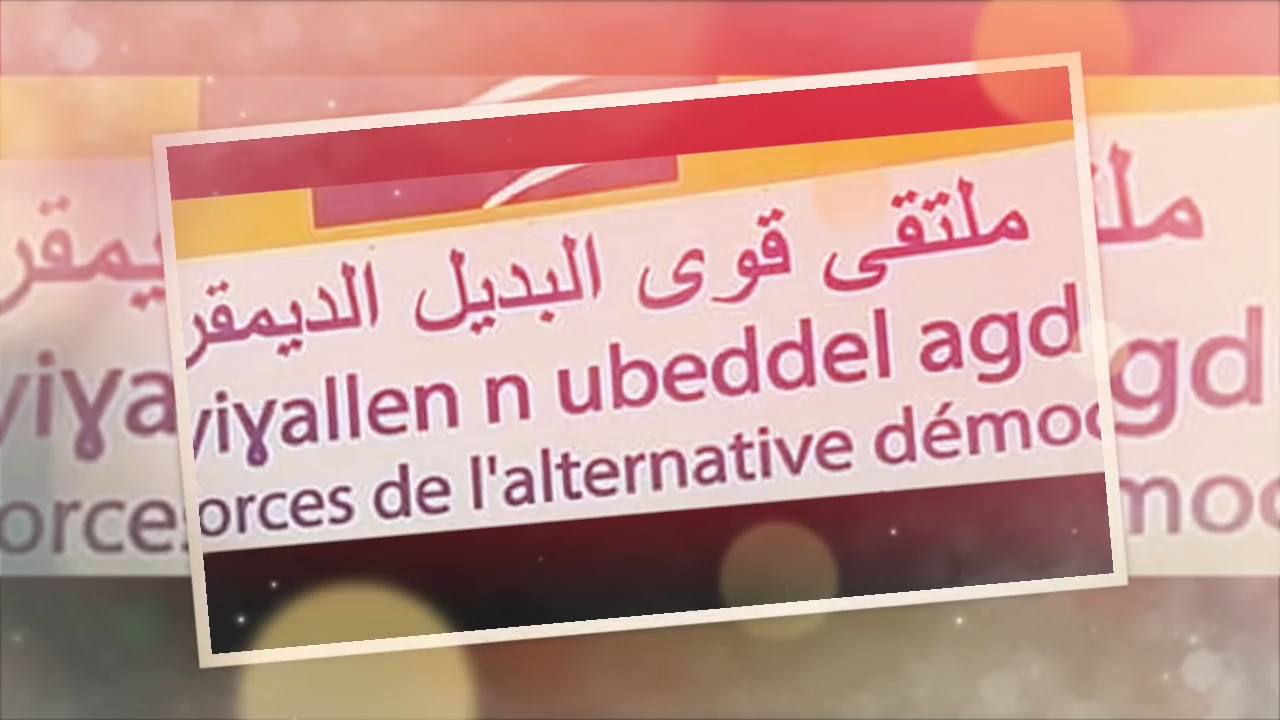 ملتقى قوى البديل الديمقر
yiɣallen n ubeddel agd
orces de l'alternative démoc